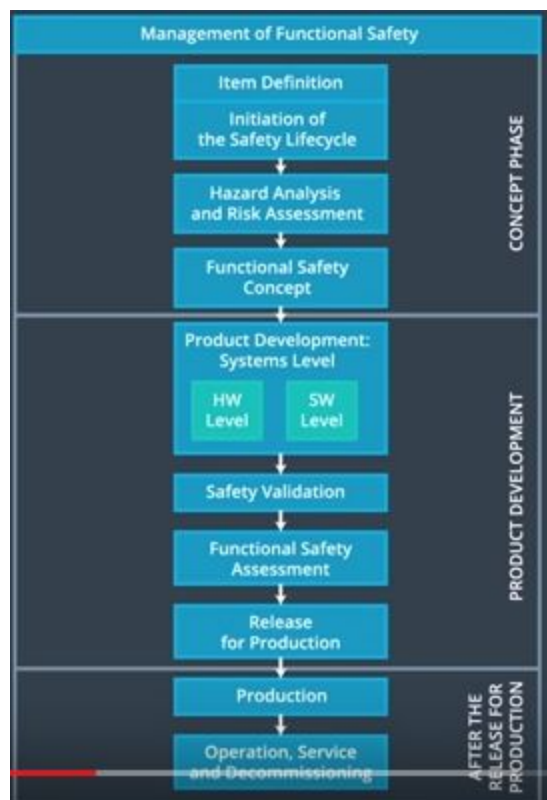 Management of Functional Safety
Item Definition
Initiation of
the Safety Lifecycle
Hazard Analysis
and Risk Assessment
Functional Safety
Concept
CONCEPT PHASE
Product Development:
Systems Level
HW
Level
SW
Level
Safety Validation
Functional Safety
Assessment
Release
for Production
PRODUCT DEVELOPMENT
Production
Operation, Service
and Decommissioning
AFTER THE
RELEASE FOR
PRODUCTION